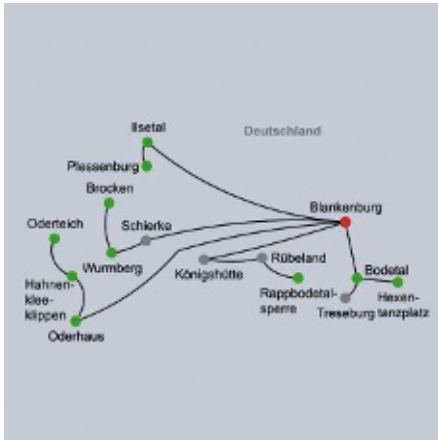 Ilsetal
Deutschland
Plessenburg
Brocken
Blankenburg
Oderteich
Schierke
Wurmberg
Königshütte
Rübeland
Bodetal
Hahnen-
klee-
klippen
Rappbodetal-
sperre
Hexen-
Treseburg tanzplatz
Oderhaus